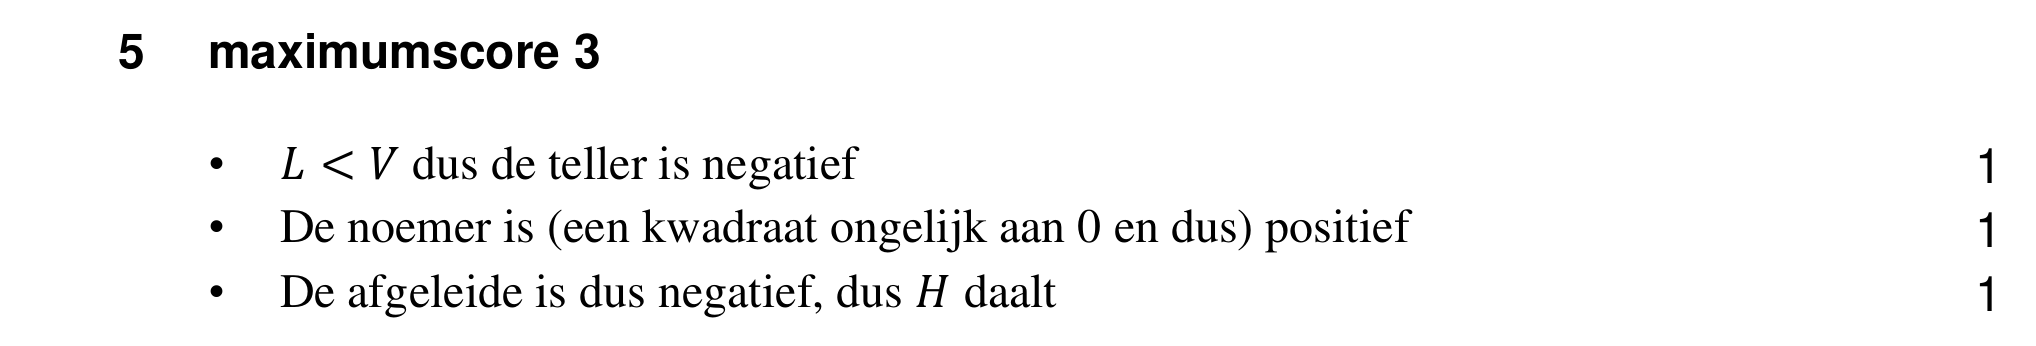 5 maximumscore 3
• L < V dus de teller is negatief 1
• De noemer is (een kwadraat ongelijk aan 0 en dus) positief 1
• De afgeleide is dus negatief, dus H daalt 1